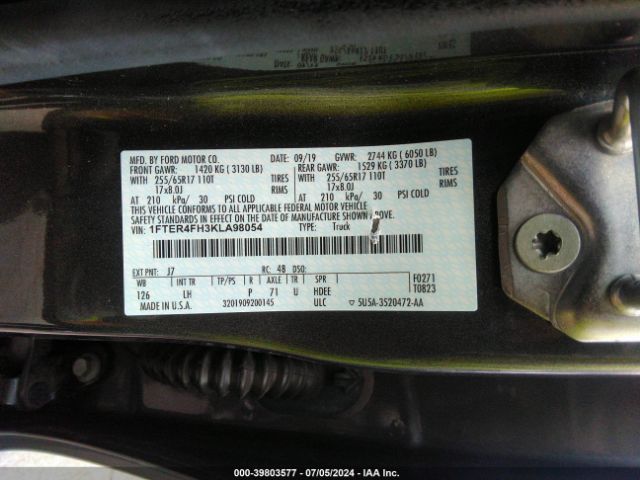 MFD. BY FORD MOTOR CO. DATE: 09/19 GVWR: 2744 KG ( 6050 LB)
FRONT GAWR: 1420 KG ( 3130 LB) REAR GAWR: 1529 KG ( 3370 LB)
WITH 255/65R17 110T TIRES WITH 255/65R17 110T TIRES
17x8.0J RIMS 17x8.0J RIMS
AT 210 kPa/ 30 PSI COLD AT 210 kPa/ 30 PSI COLD
THIS VEHICLE CONFORMS TO ALL APPLICABLE FEDERAL MOTOR VEHICLE
SAFETY STANDARDS IN EFFECT ON THE DATE OF MANUFACTURE SHOWN ABOVE.
VIN: 1FTER4FH3KLA98054 TYPE: Truck
EXT PNT: J7 RC: 48 DSO: F0271
WB INT TR TP/PS R AXLE TR SPR T0823
126 LH P 71 U HDEE
MADE IN U.S.A. 3201909200145 ULC 5U5A-3520472-AA
000-39803577 - 07/05/2024 - IAA Inc.